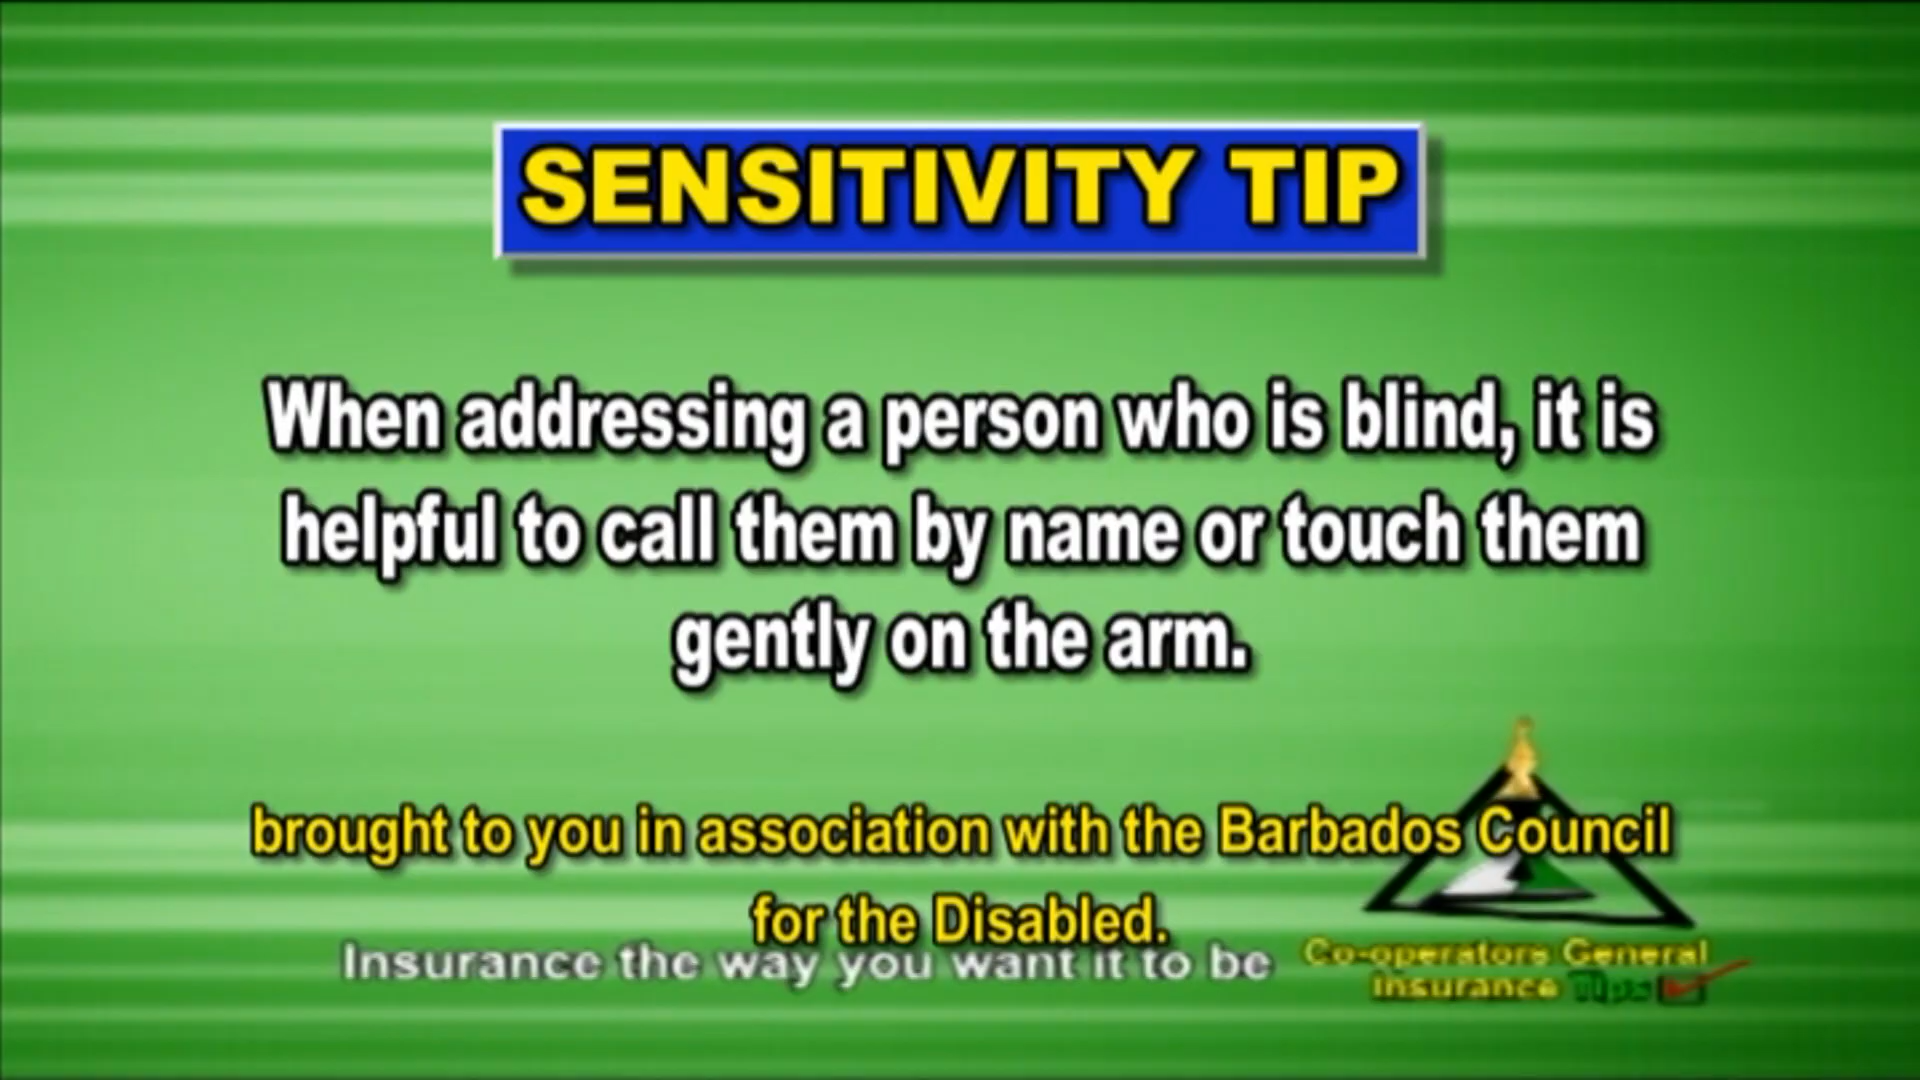 SENSITIVITY TIP
When addressing a person who is blind, it is
helpful to call them by name or touch them
gently on the arm.
brought to you in association with the Barbados Council
for the Disabled.
Insurance the way you want it to be
Co-operators General
Insurance Tips